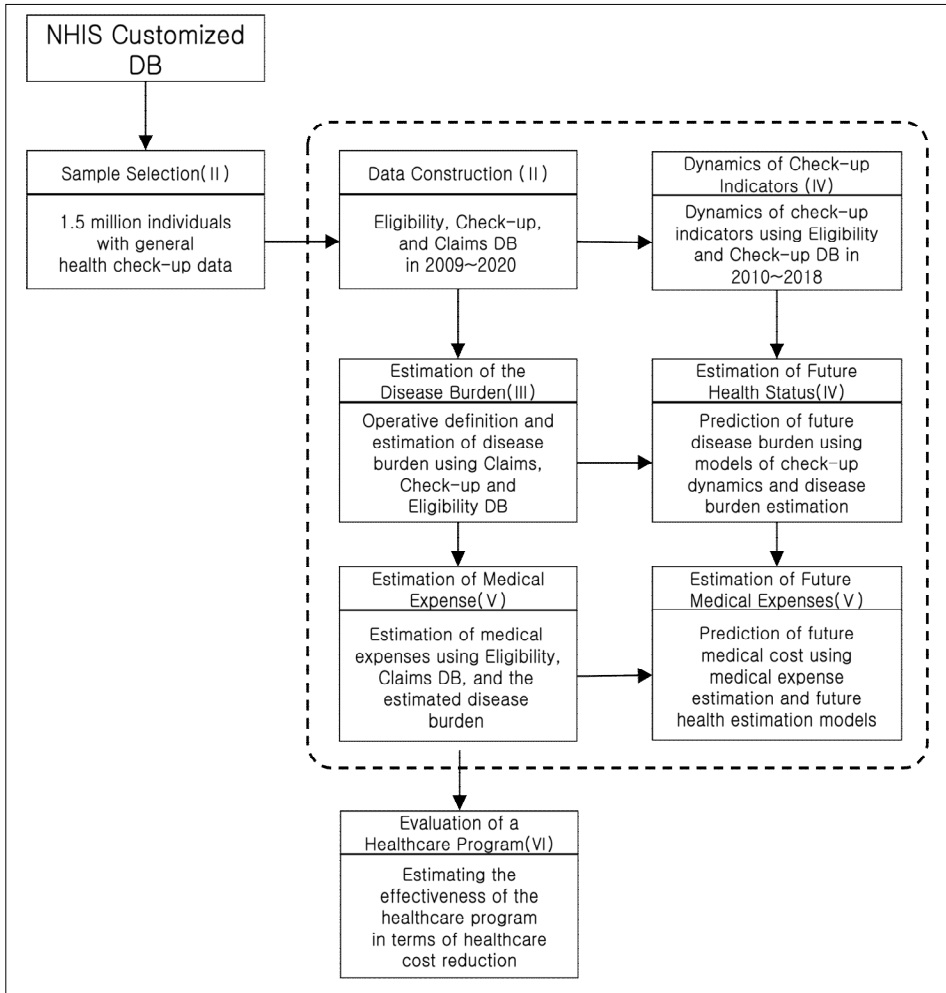 NHIS Customized
DB
Sample Selection(Ⅱ)
1.5 million individuals
with general
health check-up data
Data Construction (Ⅱ)
Eligibility, Check-up,
and Claims DB
in 2009~2020
Dynamics of Check-up
Indicators (Ⅳ)
Dynamics of check-up
indicators using Eligibility
and Check-up DB in
2010~2018
Estimation of the
Disease Burden(Ⅲ)
Operative definition and
estimation of disease
burden using Claims,
Check-up and
Eligibility DB
Estimation of Future
Health Status(Ⅳ)
Prediction of future
disease burden using
models of check-up
dynamics and disease
burden estimation
Estimation of Medical
Expense(Ⅴ)
Estimation of medical
expenses using Eligibility,
Claims DB, and the
estimated disease
burden
Estimation of Future
Medical Expenses(Ⅴ)
Prediction of future
medical cost using
medical expense
estimation and future
health estimation models
Evaluation of a
Healthcare Program(Ⅵ)
Estimating the
effectiveness of the
healthcare program
in terms of healthcare
cost reduction